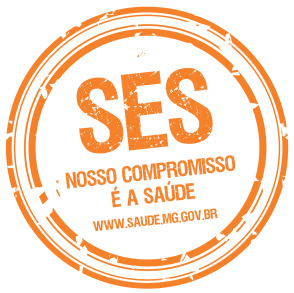 SES
NOSSO COMPROMISSO
É A SAÚDE
WWW.SAUDE.MG.GOV.BR